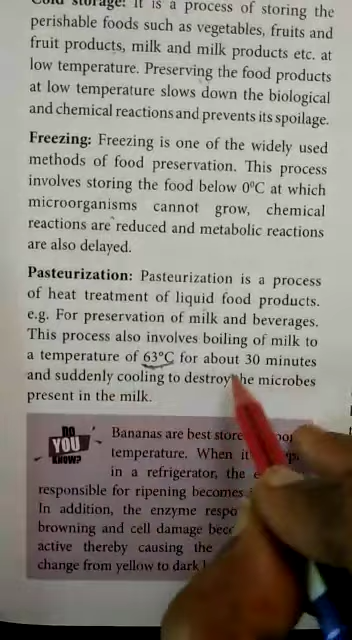 Cold storage: It is a process of storing the
perishable foods such as vegetables, fruits and
fruit products, milk and milk products etc. at
low temperature. Preserving the food products
at low temperature slows down the biological
and chemical reactions and prevents its spoilage.
Freezing: Freezing is one of the widely used
methods of food preservation. This process
involves storing the food below 0°C at which
microorganisms cannot grow, chemical
reactions are reduced and metabolic reactions
are also delayed.
Pasteurization: Pasteurization is a process
of heat treatment of liquid food products.
e.g. For preservation of milk and beverages.
This process also involves boiling of milk to
a temperature of 63°C for about 30 minutes
and suddenly cooling to destroy the microbes
present in the milk.
DO
YOU
KNOW?
Bananas are best
temperature. When
in a refrigerator, the
responsible for ripening becomes
In addition, the enzyme
browning and cell damage
active thereby causing the
change from yellow to dark